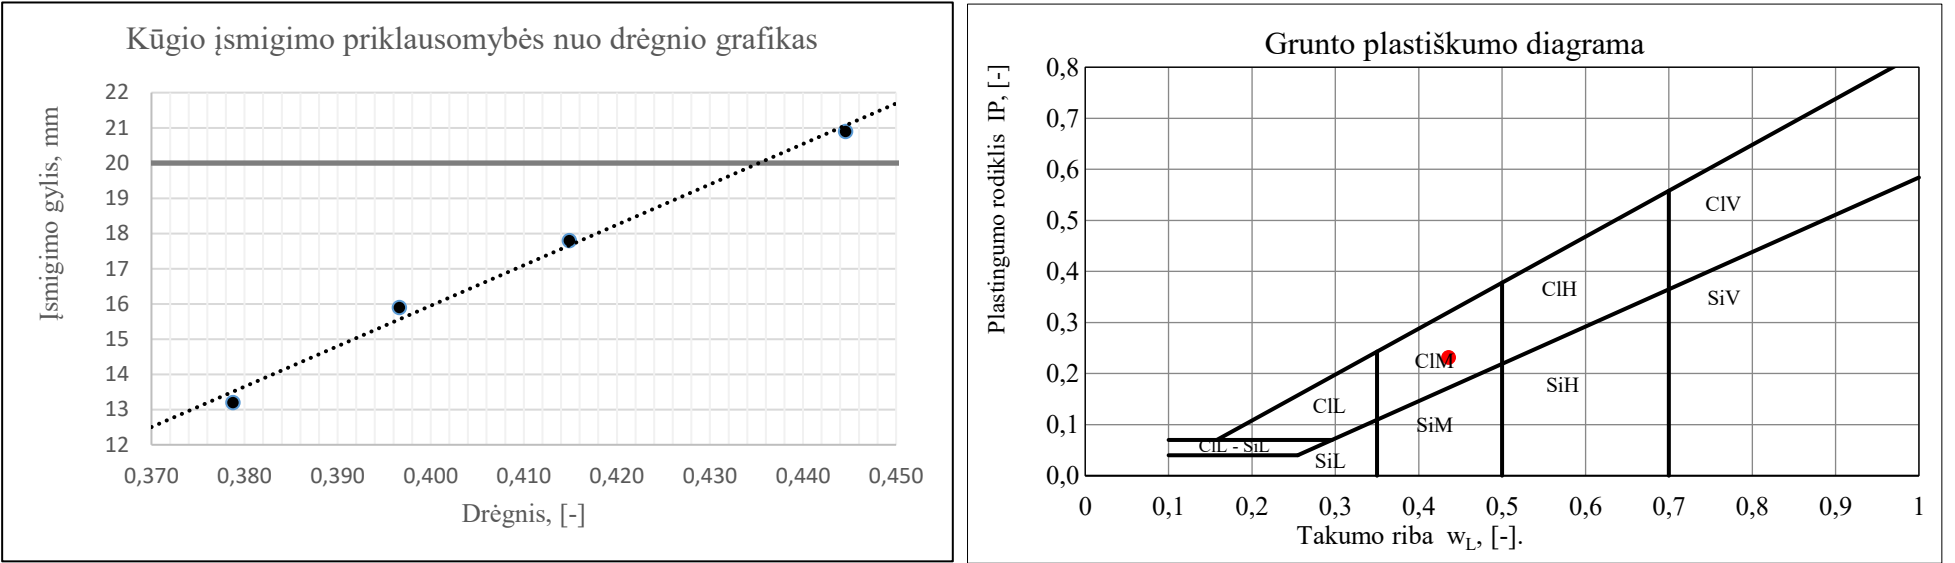 Kūgio įsmigimo priklausomybės nuo drėgnio grafikas
Įsmigimo gylis, mm
22
21
20
19
18
17
16
15
14
13
12
0,370 0,380 0,390 0,400 0,410 0,420 0,430 0,440 0,450
Drėgnis, [-]
Grunto plastiškumo diagrama
Plastingumo rodiklis IP, [-]
0,8
0,7
0,6
0,5
0,4
0,3
0,2
0,1
0,0
ClV
ClH
SiV
ClM
SiH
ClL
SiM
ClL - SiL
SiL
0 0,1 0,2 0,3 0,4 0,5 0,6 0,7 0,8 0,9 1
Takumo riba wL, [-].